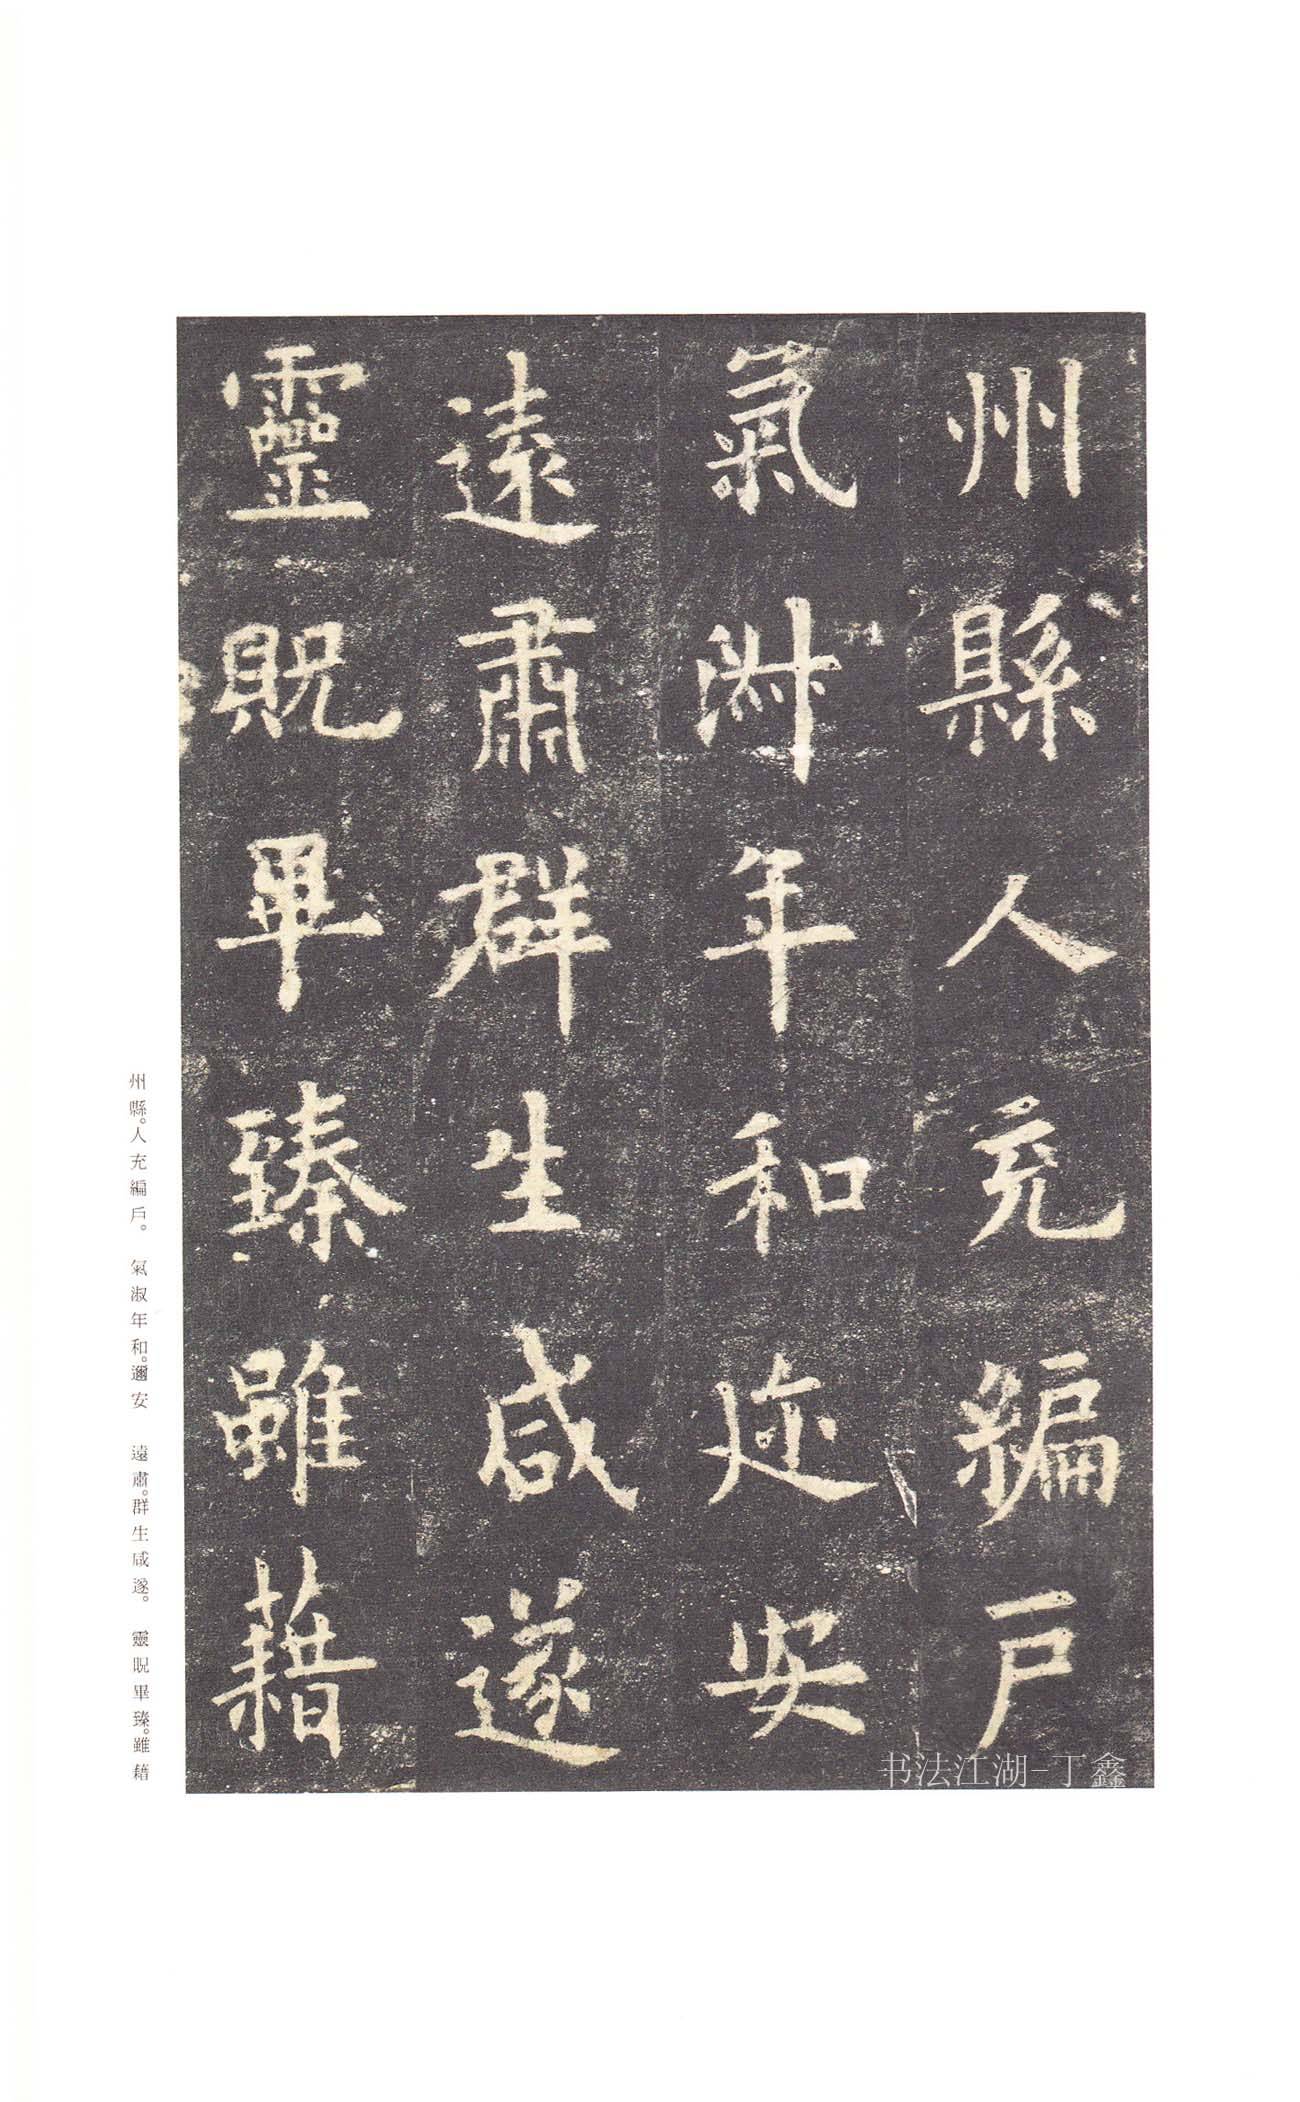 州縣人充編戶
氣淑年和迩安
遠肅群生咸遂
靈貺畢臻雖藉
州縣。人充編戶。 氣淑年和。邇安 遠肅。群生咸遂。 靈貺畢臻。雖藉
书法江湖-丁鑫